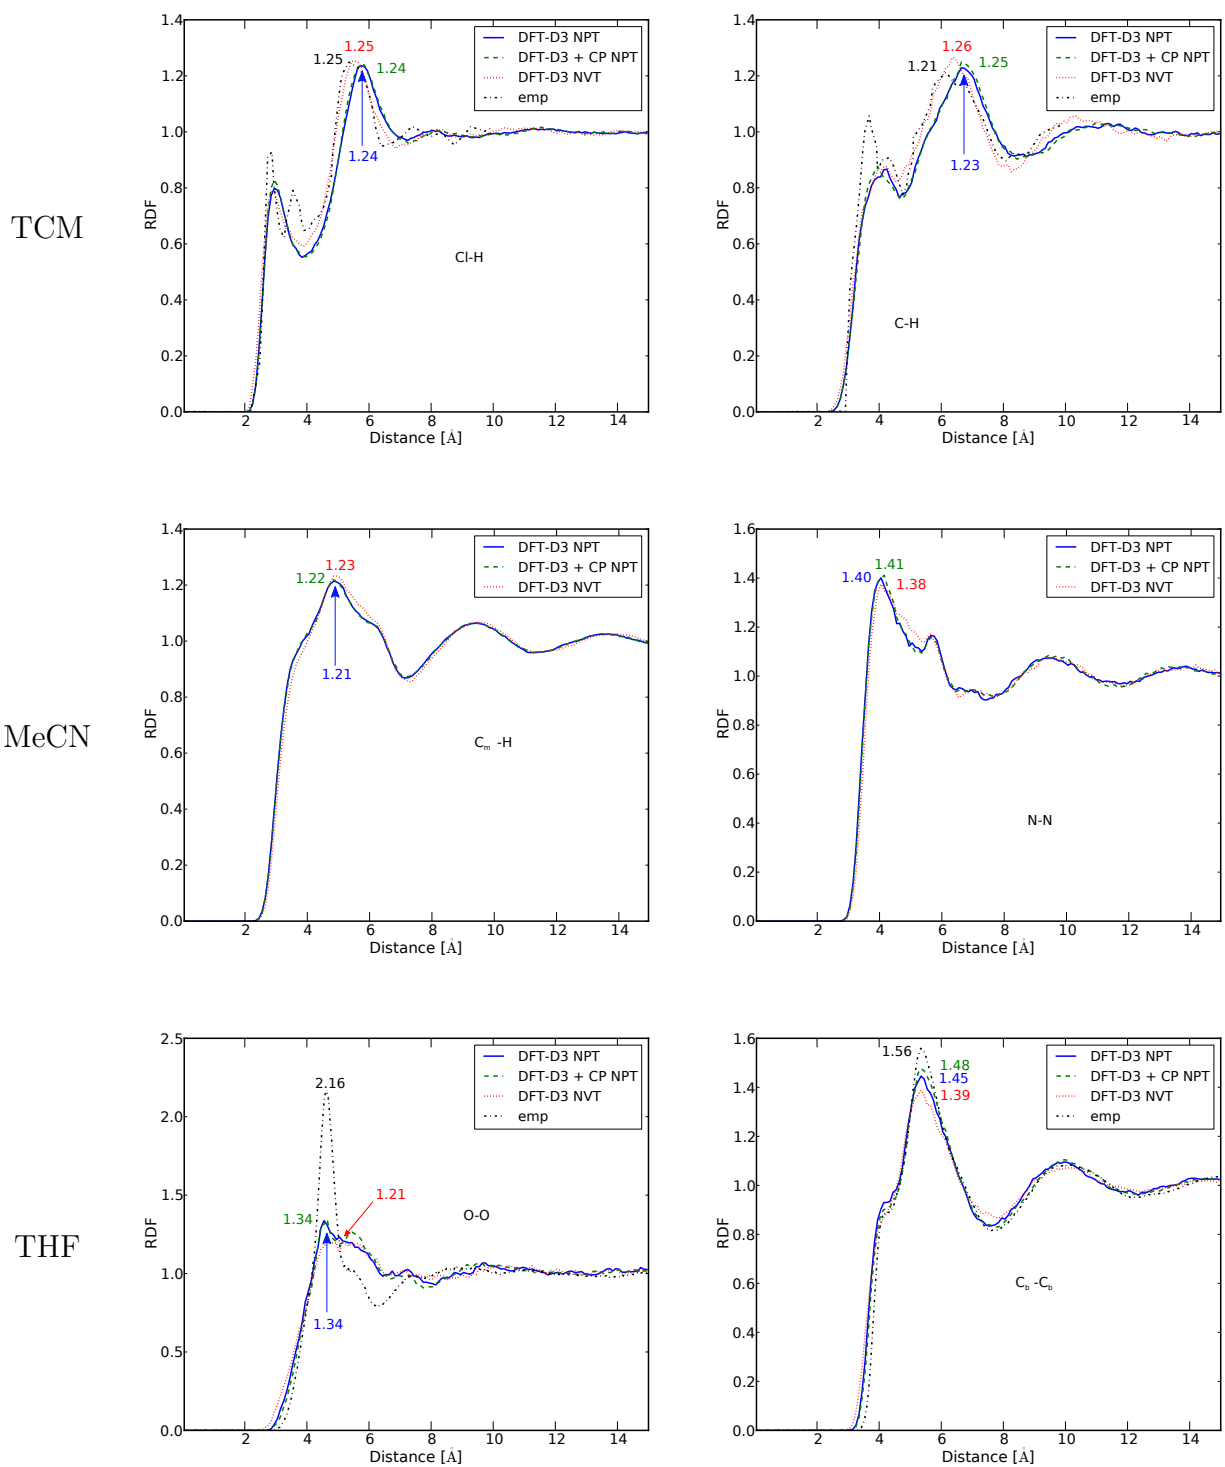 TCM
1.4
1.2
1.0
0.8
0.6
0.4
0.2
0.0
RDF
2 4 6 8 10 12 14
Distance [Å]
DFT-D3 NPT
DFT-D3 + CP NPT
DFT-D3 NVT
emp
1.25
1.25
1.24
1.24
Cl-H
1.4
1.2
1.0
0.8
0.6
0.4
0.2
0.0
RDF
2 4 6 8 10 12 14
Distance [Å]
DFT-D3 NPT
DFT-D3 + CP NPT
DFT-D3 NVT
emp
1.26
1.21
1.25
1.23
C-H
MeCN
1.4
1.2
1.0
0.8
0.6
0.4
0.2
0.0
RDF
2 4 6 8 10 12 14
Distance [Å]
DFT-D3 NPT
DFT-D3 + CP NPT
DFT-D3 NVT
1.23
1.22
1.21
Cm -H
1.6
1.4
1.2
1.0
0.8
0.6
0.4
0.2
0.0
RDF
2 4 6 8 10 12 14
Distance [Å]
DFT-D3 NPT
DFT-D3 + CP NPT
DFT-D3 NVT
1.41
1.40
1.38
N-N
THF
2.5
2.0
1.5
1.0
0.5
0.0
RDF
2 4 6 8 10 12 14
Distance [Å]
DFT-D3 NPT
DFT-D3 + CP NPT
DFT-D3 NVT
emp
2.16
1.21
1.34
1.34
O-O
1.6
1.4
1.2
1.0
0.8
0.6
0.4
0.2
0.0
RDF
2 4 6 8 10 12 14
Distance [Å]
DFT-D3 NPT
DFT-D3 + CP NPT
DFT-D3 NVT
emp
1.56
1.48
1.45
1.39
Cb -Cb